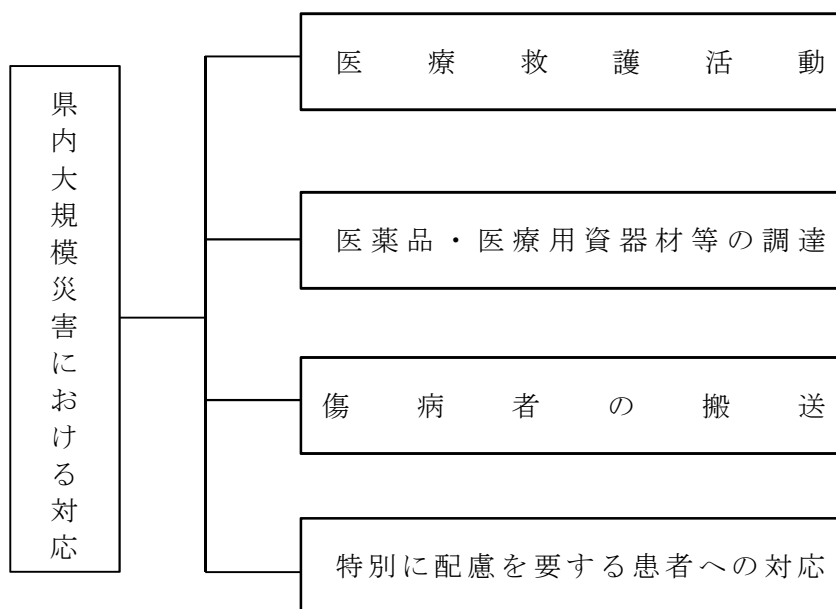 県内大規模災害における対応
医療救護活動
医薬品・医療用資器材等の調達
傷病者の搬送
特別に配慮を要する患者への対応